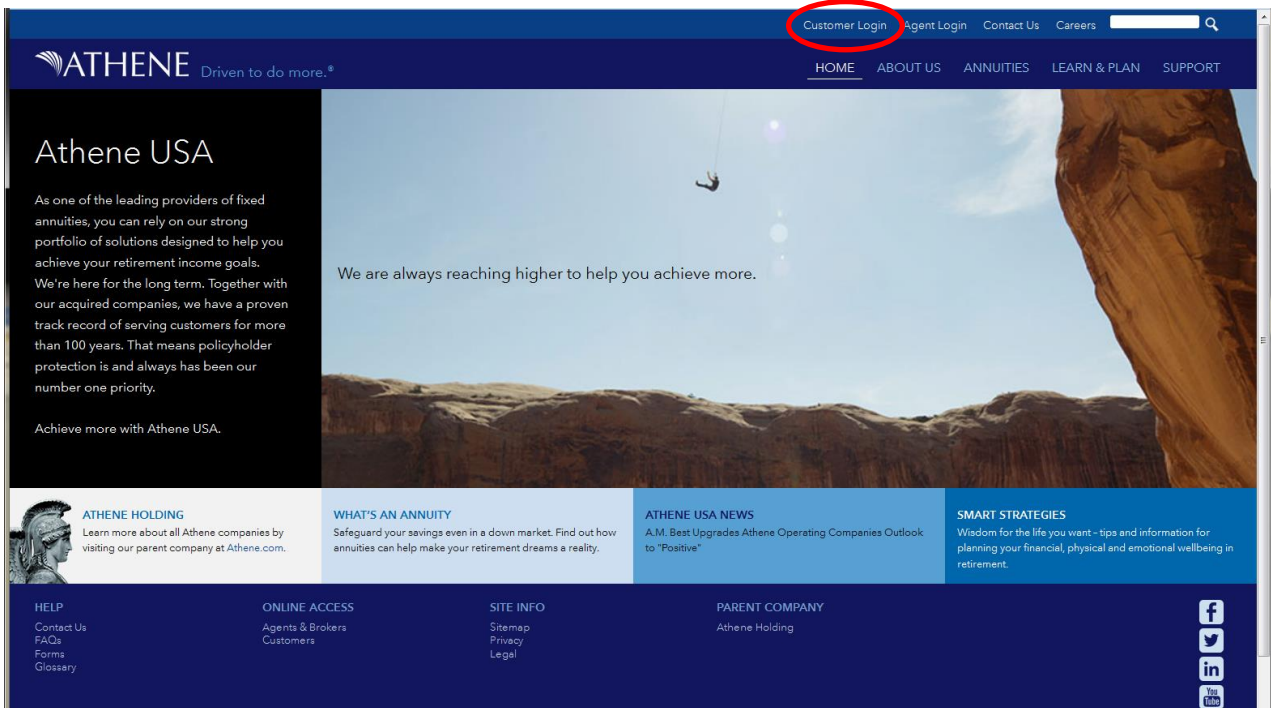 Customer Login Agent Login Contact Us Careers
ATHENE Driven to do more.®
HOME ABOUT US ANNUITIES LEARN & PLAN SUPPORT
Athene USA
As one of the leading providers of fixed
annuities, you can rely on our strong
portfolio of solutions designed to help you
achieve your retirement income goals.
We're here for the long term. Together with
our acquired companies, we have a proven
track record of serving customers for more
than 100 years. That means policyholder
protection is and always has been our
number one priority.
Achieve more with Athene USA.
We are always reaching higher to help you achieve more.
ATHENE HOLDING
Learn more about all Athene companies by
visiting our parent company at Athene.com.
WHAT'S AN ANNUITY
Safeguard your savings even in a down market. Find out how
annuities can help make your retirement dreams a reality.
ATHENE USA NEWS
A.M. Best Upgrades Athene Operating Companies Outlook
to "Positive"
SMART STRATEGIES
Wisdom for the life you want – tips and information for
planning your financial, physical and emotional wellbeing in
retirement.
HELP
Contact Us
FAQs
Forms
Glossary
ONLINE ACCESS
Agents & Brokers
Customers
SITE INFO
Sitemap
Privacy
Legal
PARENT COMPANY
Athene Holding
f
in
You
Tube